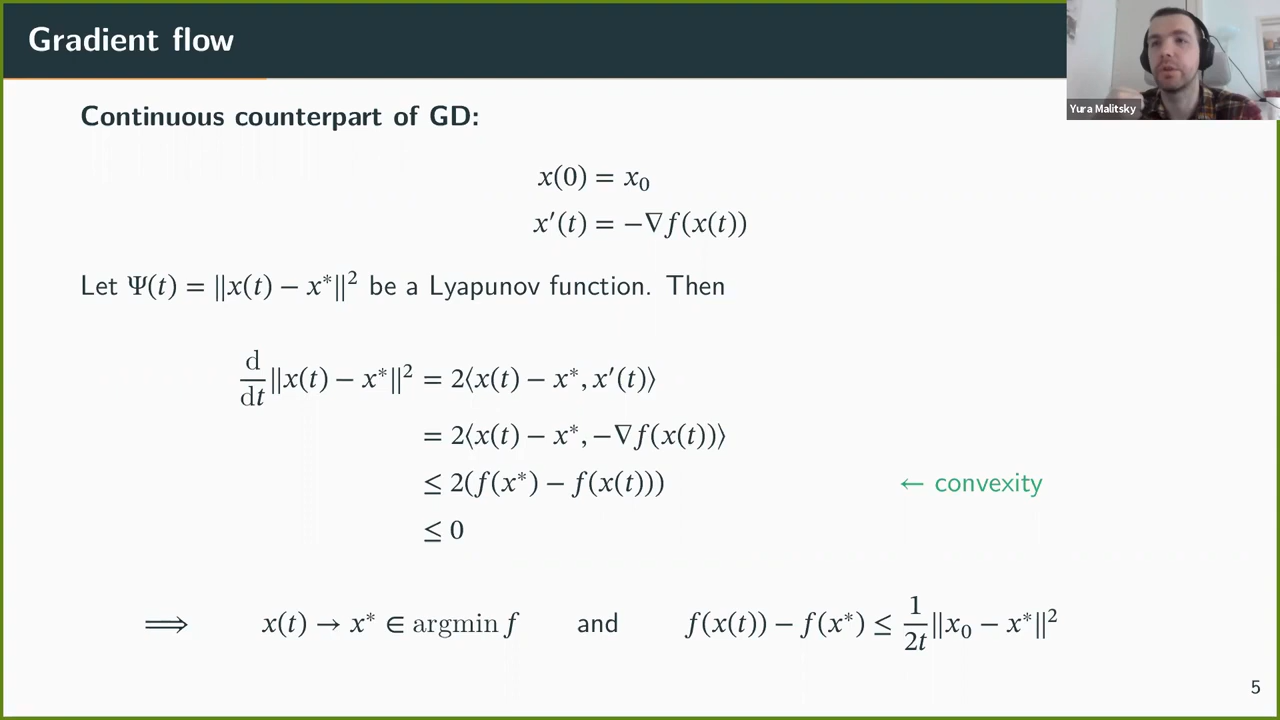 Gradient flow
Yura Malitsky
Continuous counterpart of GD:
x(0) = x₀
x′(t) = −∇f(x(t))
Let Ψ(t) = ‖x(t) − x*‖² be a Lyapunov function. Then
d/dt ‖x(t) − x*‖² = 2⟨x(t) − x*, x′(t)⟩
= 2⟨x(t) − x*, −∇f(x(t))⟩
≤ 2(f(x*) − f(x(t))) ← convexity
≤ 0
⟹ x(t) → x* ∈ argmin f and f(x(t)) − f(x*) ≤ 1/2t ‖x₀ − x*‖²
5